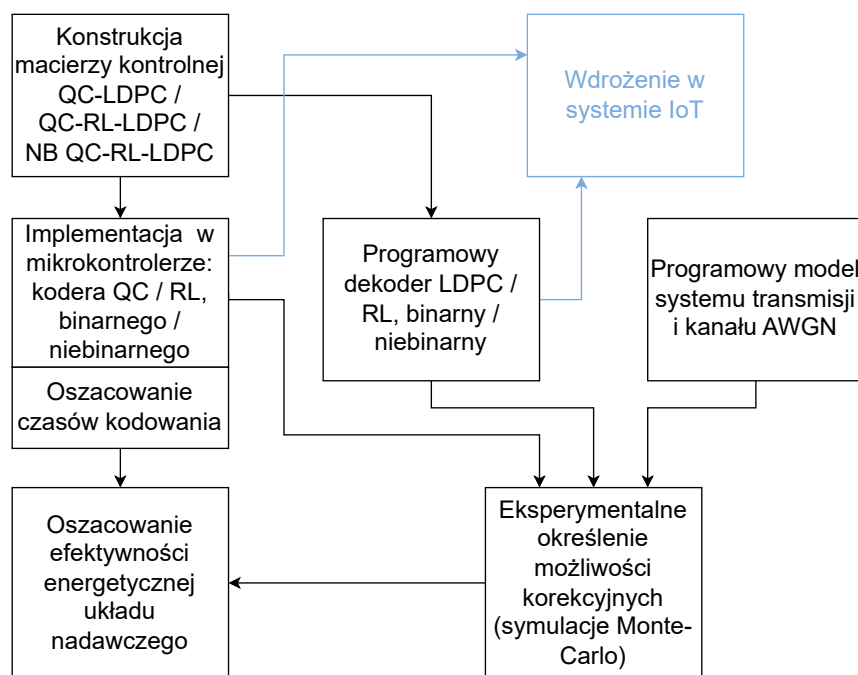 Konstrukcja
macierzy kontrolnej
QC-LDPC /
QC-RL-LDPC /
NB QC-RL-LDPC
Wdrożenie w
systemie IoT
Implementacja w
mikrokontrolerze:
kodera QC / RL,
binarnego /
niebinarnego
Oszacowanie
czasów kodowania
Programowy
dekoder LDPC /
RL, binarny /
niebinarny
Programowy model
systemu transmisji
i kanału AWGN
Oszacowanie
efektywności
energetycznej
układu
nadawczego
Eksperymentalne
określenie
możliwości
korekcyjnych
(symulacje Monte-
Carlo)